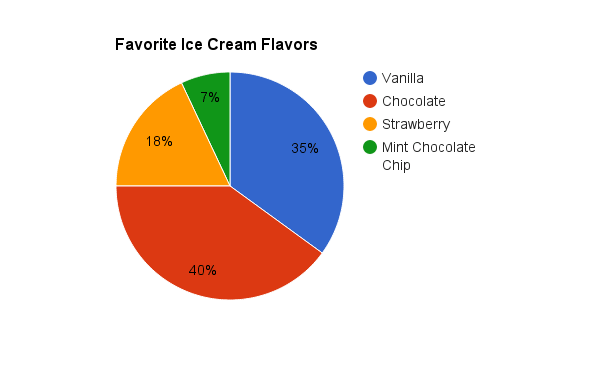 Favorite Ice Cream Flavors
Vanilla
Chocolate
Strawberry
Mint Chocolate
Chip
7%
18%
35%
40%